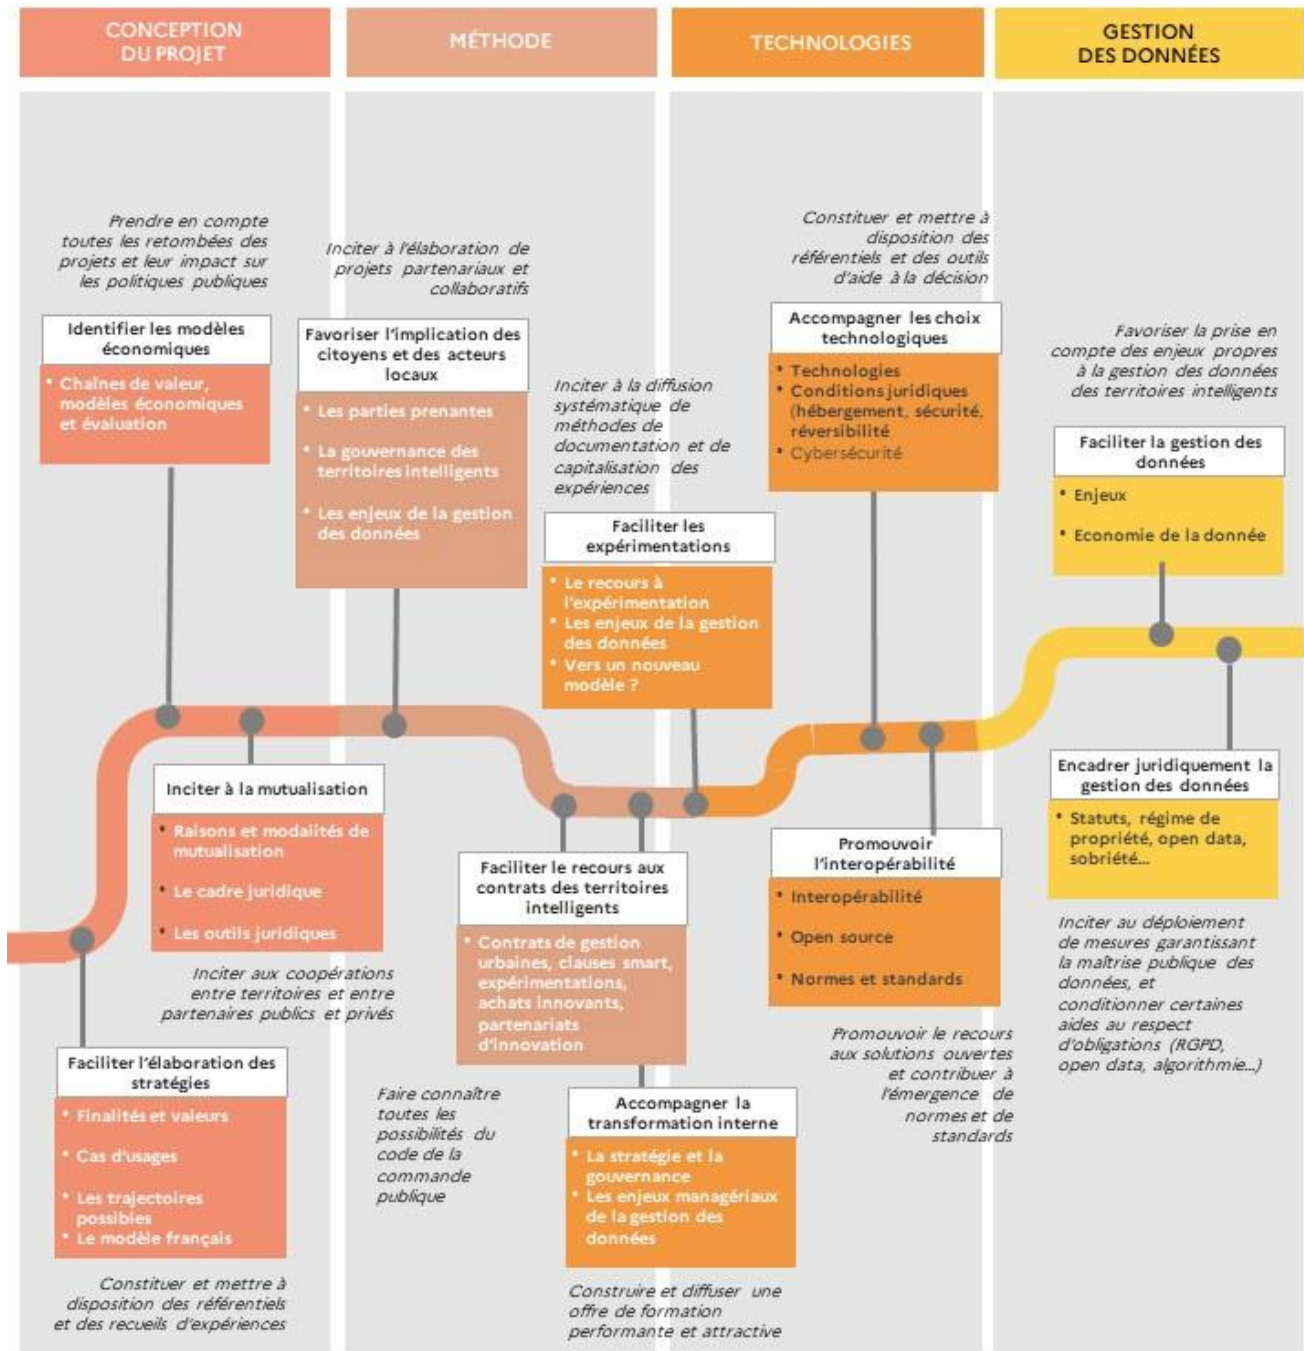 CONCEPTION
DU PROJET
MÉTHODE
TECHNOLOGIES
GESTION
DES DONNÉES
Prendre en compte
toutes les retombées des
projets et leur impact sur
les politiques publiques
Identifier les modèles
économiques
• Chaînes de valeur,
modèles économiques
et évaluation
Inciter à la mutualisation
• Raisons et modalités de
mutualisation
• Le cadre juridique
• Les outils juridiques
Inciter aux coopérations
entre territoires et entre
partenaires publics et privés
Faciliter l'élaboration des
stratégies
• Finalités et valeurs
• Cas d'usages
• Les trajectoires
possibles
• Le modèle français
Constituer et mettre à
disposition des référentiels
et des recueils d'expériences
Inciter à l'élaboration de
projets partenariaux et
collaboratifs
Favoriser l'implication des
citoyens et des acteurs
locaux
• Les parties prenantes
• La gouvernance des
territoires intelligents
• Les enjeux de la gestion
des données
Inciter à la diffusion
systématique de
méthodes de
documentation et de
capitalisation des
expériences
Faciliter les
expérimentations
• Le recours à
l'expérimentation
• Les enjeux de la gestion
des données
• Vers un nouveau
modèle ?
Faciliter le recours aux
contrats des territoires
intelligents
• Contrats de gestion
urbaines, clauses smart,
expérimentations,
achats innovants,
partenariats
d'innovation
Faire connaître
toutes les
possibilités du
code de la
commande
publique
Accompagner la
transformation interne
• La stratégie et la
gouvernance
• Les enjeux managériaux
de la gestion des
données
Construire et diffuser une
offre de formation
performante et attractive
Constituer et mettre à
disposition des
référentiels et des outils
d'aide à la décision
Accompagner les choix
technologiques
• Technologies
• Conditions juridiques
(hébergement, sécurité,
réversibilité
• Cybersécurité
Promouvoir
l'interopérabilité
• Interopérabilité
• Open source
• Normes et standards
Promouvoir le recours
aux solutions ouvertes
et contribuer à
l'émergence de
normes et de
standards
Favoriser la prise en
compte des enjeux propres
à la gestion des données
des territoires intelligents
Faciliter la gestion des
données
• Enjeux
• Economie de la donnée
Encadrer juridiquement la
gestion des données
• Statuts, régime de
propriété, open data,
sobriété...
Inciter au déploiement
de mesures garantissant
la maîtrise publique des
données, et
conditionner certaines
aides au respect
d'obligations (RGPD,
open data, algorithmie...)